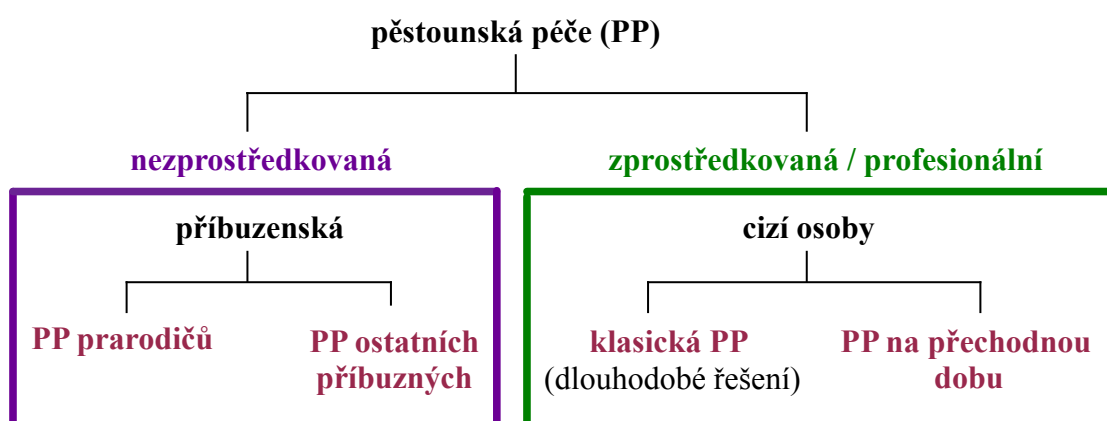 pěstounská péče (PP)
nezprostředkovaná
zprostředkovaná / profesionální
příbuzenská
cizí osoby
PP prarodičů
PP ostatních
příbuzných
klasická PP
(dlouhodobé řešení)
PP na přechodnou
dobu